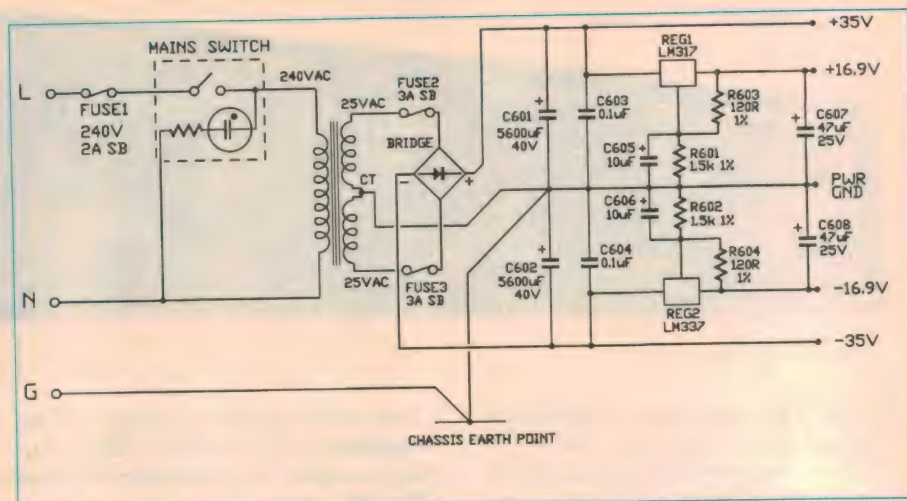 MAINS SWITCH
L
FUSE1
240V
2A SB
240VAC
25VAC
FUSE2
3A SB
BRIDGE
-
+
CT
25VAC
FUSE3
3A SB
N
G
CHASSIS EARTH POINT
+
C601
5600uF
40V
C603
0.1uF
REG1
LM317
R603
120R
1%
+
C605
10uF
R601
1.5k 1%
+
C607
47uF
25V
+
C606
10uF
R602
1.5k 1%
+
C602
5600uF
40V
C604
0.1uF
REG2
LM337
R604
120R
1%
+
C608
47uF
25V
+35V
+16.9V
PWR
GND
-16.9V
-35V